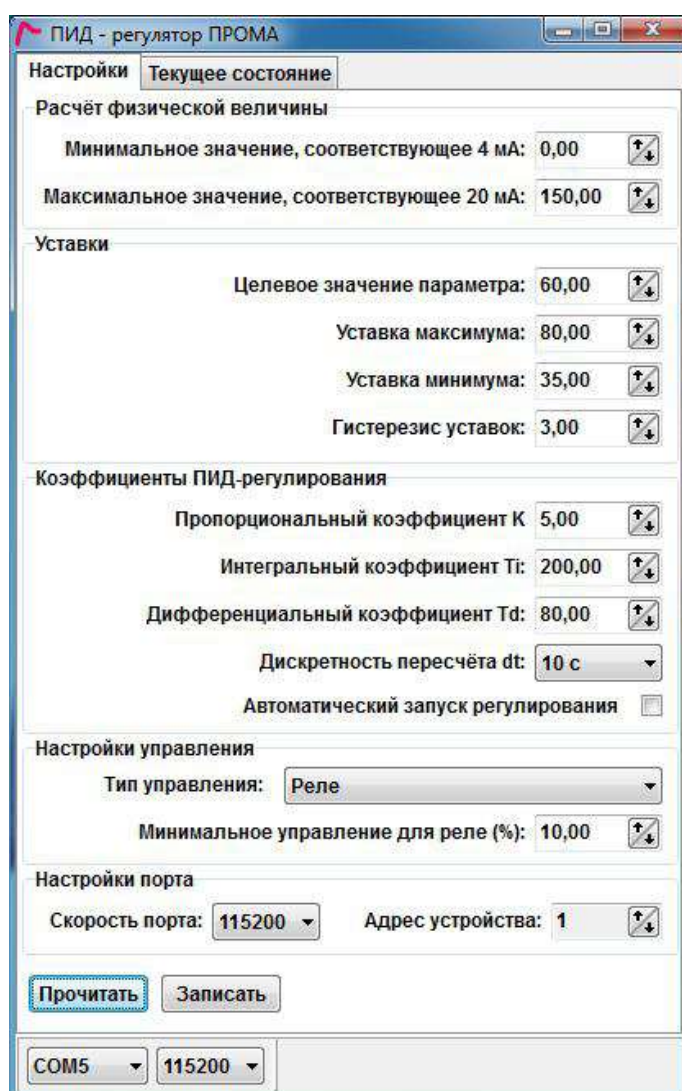 ПИД - регулятор ПРОМА
Настройки Текущее состояние
Расчёт физической величины
Минимальное значение, соответствующее 4 мА: 0,00
Максимальное значение, соответствующее 20 мА: 150,00
Уставки
Целевое значение параметра: 60,00
Уставка максимума: 80,00
Уставка минимума: 35,00
Гистерезис уставок: 3,00
Коэффициенты ПИД-регулирования
Пропорциональный коэффициент K 5,00
Интегральный коэффициент Ti: 200,00
Дифференциальный коэффициент Td: 80,00
Дискретность пересчёта dt: 10 с
Автоматический запуск регулирования
Настройки управления
Тип управления: Реле
Минимальное управление для реле (%): 10,00
Настройки порта
Скорость порта: 115200 Адрес устройства: 1
Прочитать Записать
COM5 115200